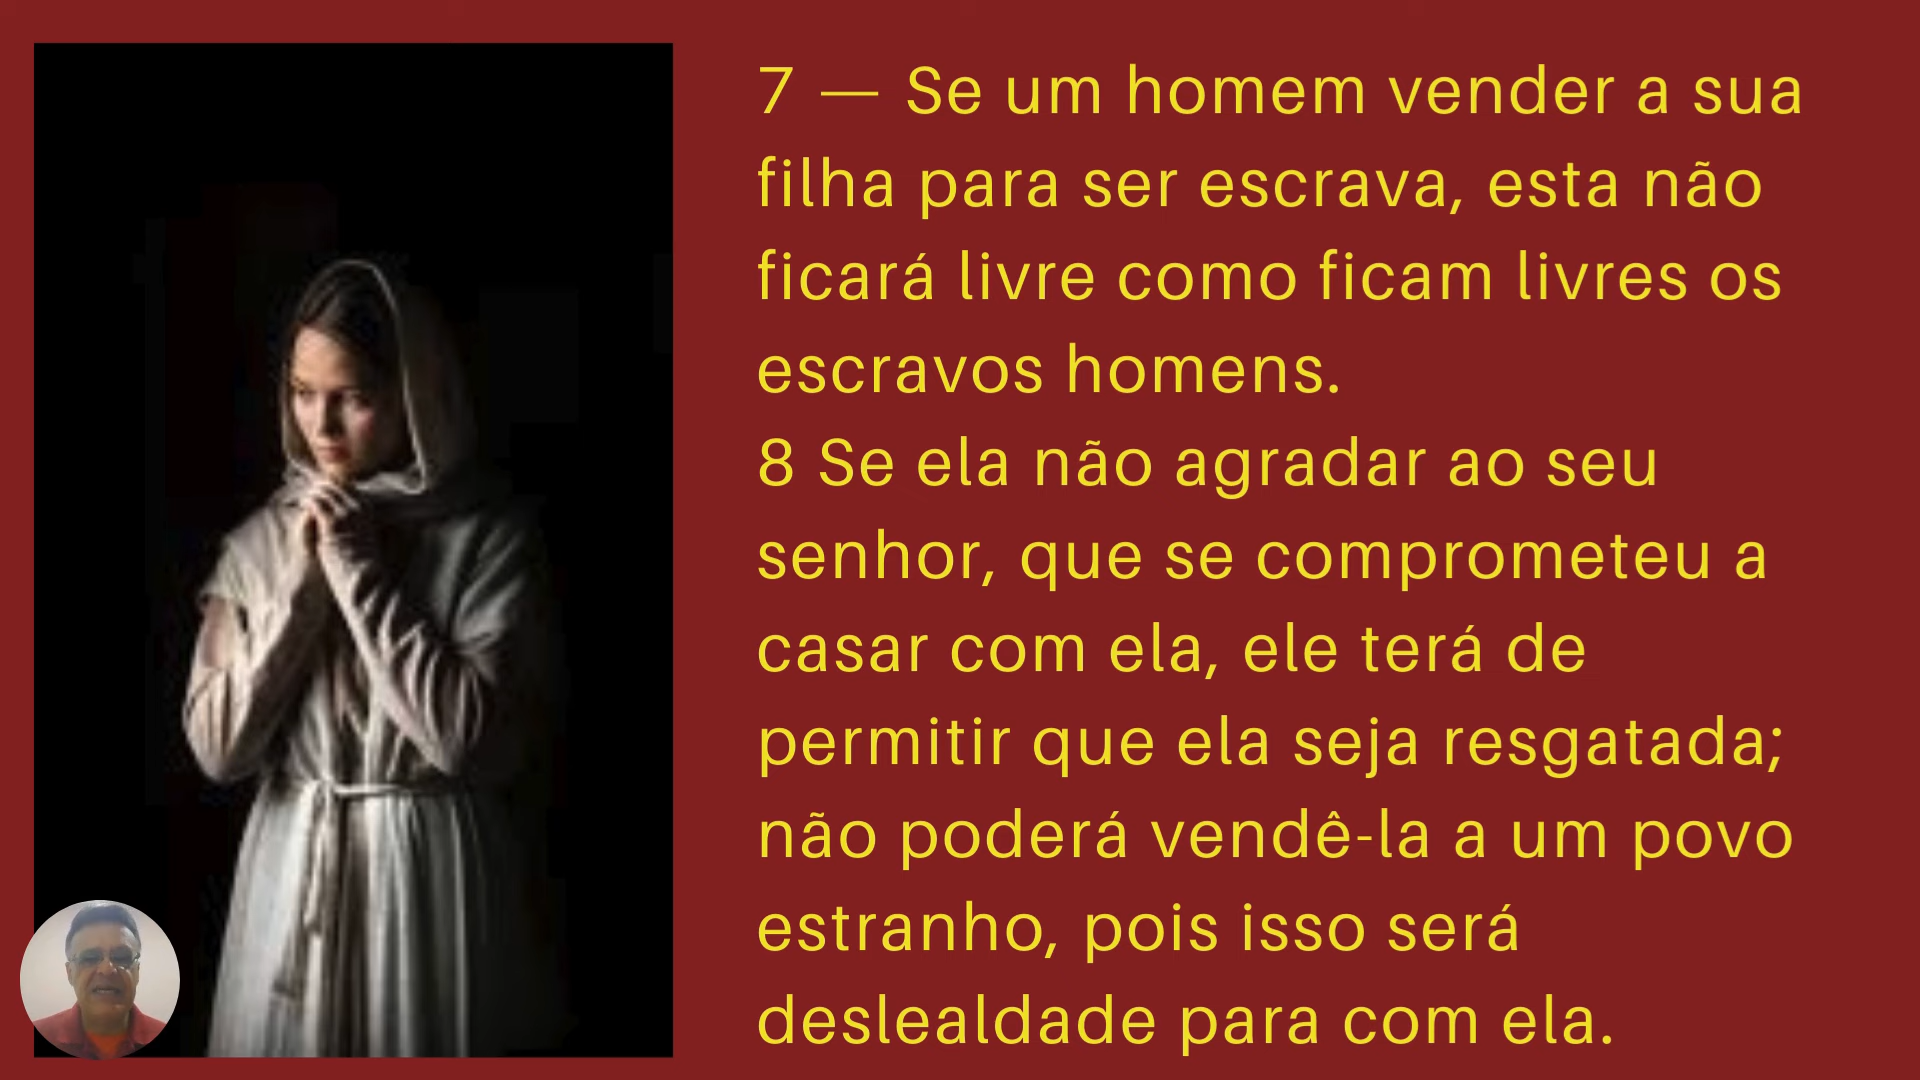 7 — Se um homem vender a sua
filha para ser escrava, esta não
ficará livre como ficam livres os
escravos homens.
8 Se ela não agradar ao seu
senhor, que se comprometeu a
casar com ela, ele terá de
permitir que ela seja resgatada;
não poderá vendê-la a um povo
estranho, pois isso será
deslealdade para com ela.